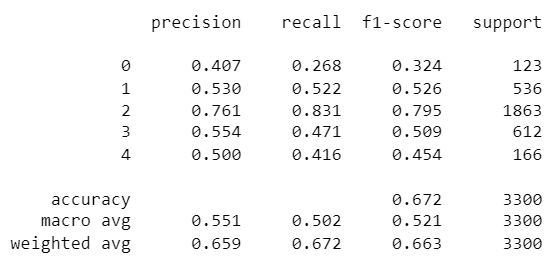 precision recall f1-score support
0 0.407 0.268 0.324 123
1 0.530 0.522 0.526 536
2 0.761 0.831 0.795 1863
3 0.554 0.471 0.509 612
4 0.500 0.416 0.454 166
accuracy 0.672 3300
macro avg 0.551 0.502 0.521 3300
weighted avg 0.659 0.672 0.663 3300